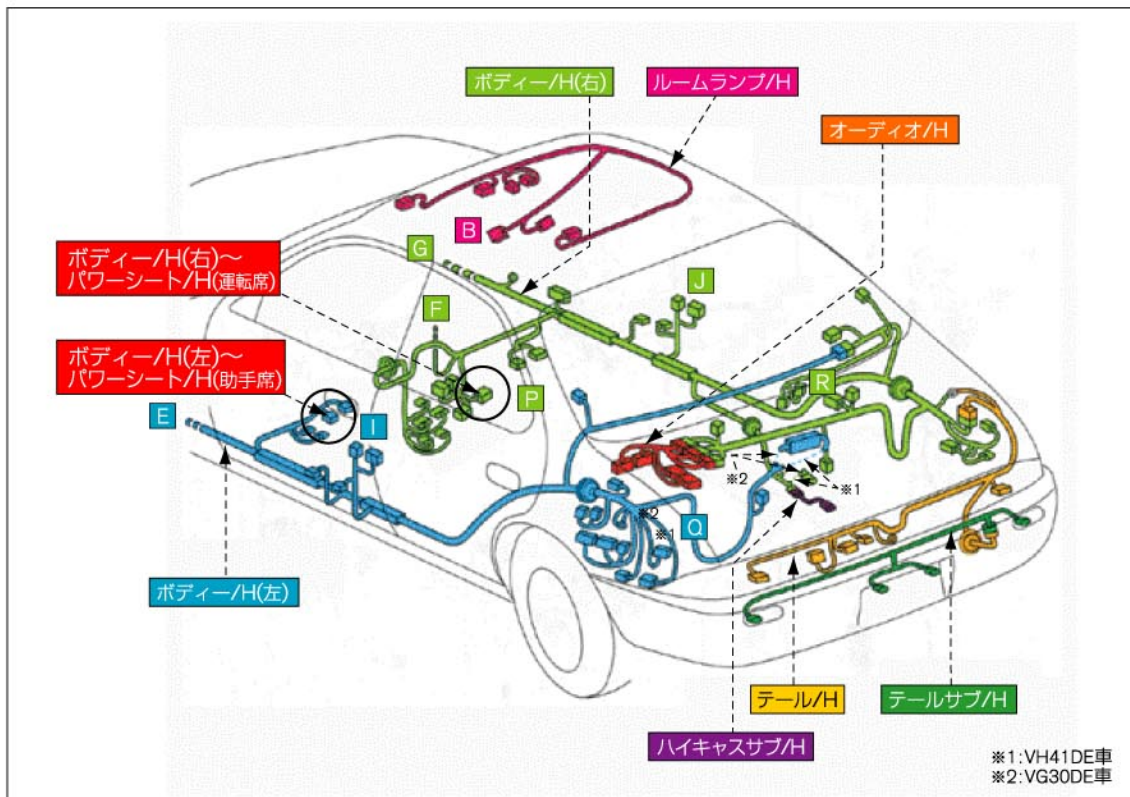 ボディー/H(右)
ルームランプ/H
オーディオ/H
B
G
ボディー/H(右)～
パワーシート/H(運転席)
J
F
ボディー/H(左)～
パワーシート/H(助手席)
P
R
E
I
※2
※1
※2
※1
Q
ボディー/H(左)
テール/H
テールサブ/H
ハイキャスサブ/H
※1:VH41DE車
※2:VG30DE車